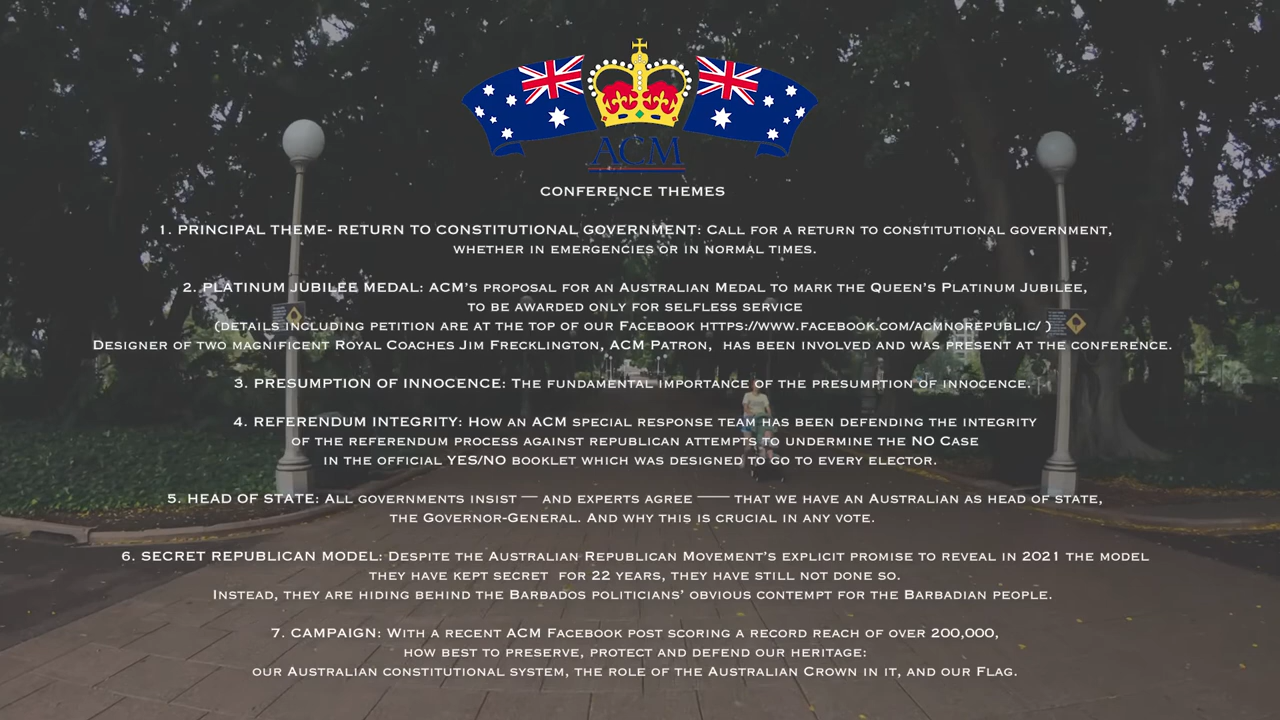 ACM
CONFERENCE THEMES
1. PRINCIPAL THEME- RETURN TO CONSTITUTIONAL GOVERNMENT: CALL FOR A RETURN TO CONSTITUTIONAL GOVERNMENT,
WHETHER IN EMERGENCIES OR IN NORMAL TIMES.
2. PLATINUM JUBILEE MEDAL: ACM'S PROPOSAL FOR AN AUSTRALIAN MEDAL TO MARK THE QUEEN'S PLATINUM JUBILEE,
TO BE AWARDED ONLY FOR SELFLESS SERVICE
(DETAILS INCLUDING PETITION ARE AT THE TOP OF OUR FACEBOOK HTTPS://WWW.FACEBOOK.COM/ACMNOREPUBLIC/ )
DESIGNER OF TWO MAGNIFICENT ROYAL COACHES JIM FRECKLINGTON, ACM PATRON,  HAS BEEN INVOLVED AND WAS PRESENT AT THE CONFERENCE.
3. PRESUMPTION OF INNOCENCE: THE FUNDAMENTAL IMPORTANCE OF THE PRESUMPTION OF INNOCENCE.
4. REFERENDUM INTEGRITY: HOW AN ACM SPECIAL RESPONSE TEAM HAS BEEN DEFENDING THE INTEGRITY
OF THE REFERENDUM PROCESS AGAINST REPUBLICAN ATTEMPTS TO UNDERMINE THE NO CASE
IN THE OFFICIAL YES/NO BOOKLET WHICH WAS DESIGNED TO GO TO EVERY ELECTOR.
5. HEAD OF STATE: ALL GOVERNMENTS INSIST — AND EXPERTS AGREE —— THAT WE HAVE AN AUSTRALIAN AS HEAD OF STATE,
THE GOVERNOR-GENERAL. AND WHY THIS IS CRUCIAL IN ANY VOTE.
6. SECRET REPUBLICAN MODEL: DESPITE THE AUSTRALIAN REPUBLICAN MOVEMENT'S EXPLICIT PROMISE TO REVEAL IN 2021 THE MODEL
THEY HAVE KEPT SECRET  FOR 22 YEARS, THEY HAVE STILL NOT DONE SO.
INSTEAD, THEY ARE HIDING BEHIND THE BARBADOS POLITICIANS' OBVIOUS CONTEMPT FOR THE BARBADIAN PEOPLE.
7. CAMPAIGN: WITH A RECENT ACM FACEBOOK POST SCORING A RECORD REACH OF OVER 200,000,
HOW BEST TO PRESERVE, PROTECT AND DEFEND OUR HERITAGE:
OUR AUSTRALIAN CONSTITUTIONAL SYSTEM, THE ROLE OF THE AUSTRALIAN CROWN IN IT, AND OUR FLAG.